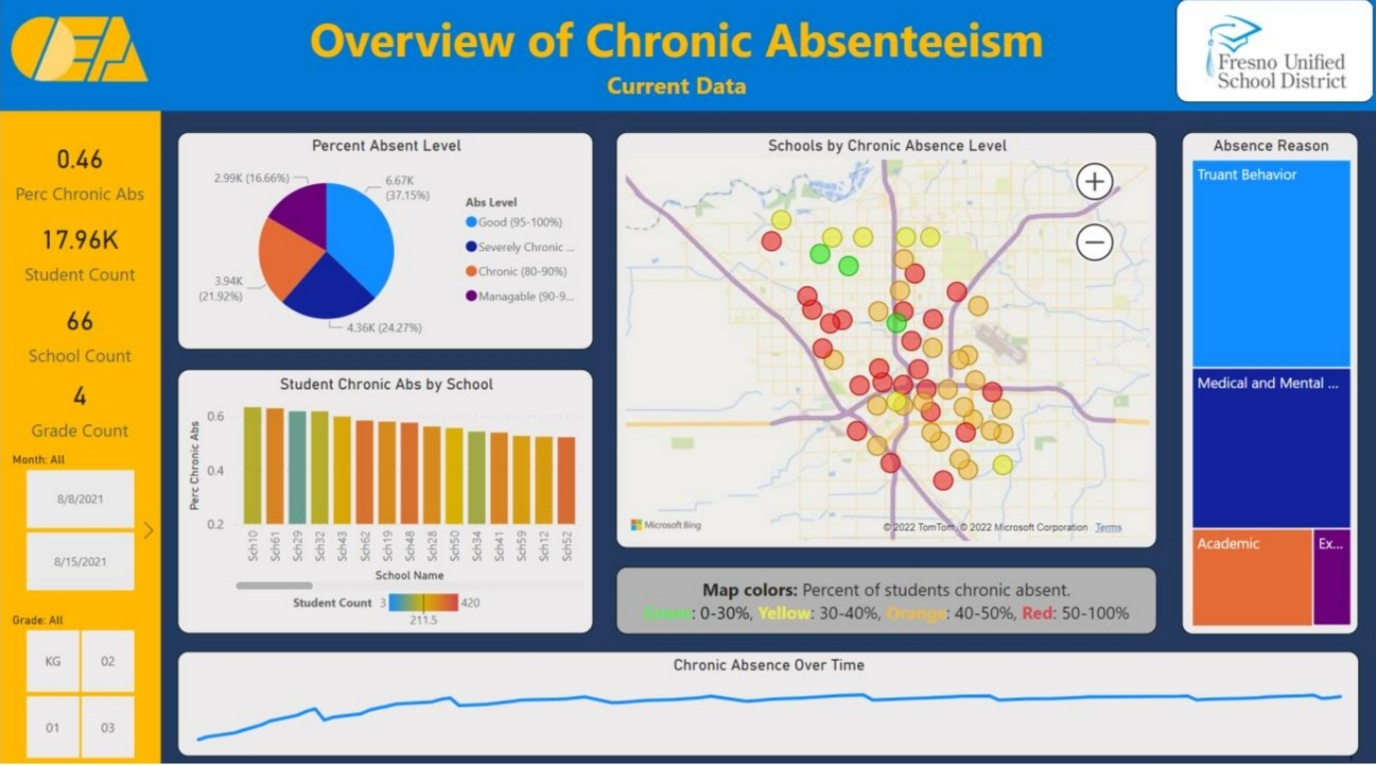 OEA
Overview of Chronic Absenteeism
Current Data
Fresno Unified
School District
0.46
Perc Chronic Abs
17.96K
Student Count
66
School Count
4
Grade Count
Month: All
8/8/2021
8/15/2021
Grade: All
KG
02
01
03
Percent Absent Level
2.99K (16.66%)
6.67K
(37.15%)
3.94K
(21.92%)
4.36K (24.27%)
Abs Level
Good (95-100%)
Severely Chronic ...
Chronic (80-90%)
Managable (90-9...
Student Chronic Abs by School
Perc Chronic Abs
0.6
0.4
0.2
Sch10
Sch61
Sch29
Sch32
Sch43
Sch62
Sch19
Sch48
Sch28
Sch50
Sch34
Sch41
Sch59
Sch12
Sch52
School Name
Student Count 3 420
211.5
Schools by Chronic Absence Level
+
−
Microsoft Bing
© 2022 TomTom, © 2022 Microsoft Corporation Terms
Map colors: Percent of students chronic absent.
Green: 0-30%, Yellow: 30-40%, Orange: 40-50%, Red: 50-100%
Absence Reason
Truant Behavior
Medical and Mental ...
Academic
Ex...
Chronic Absence Over Time